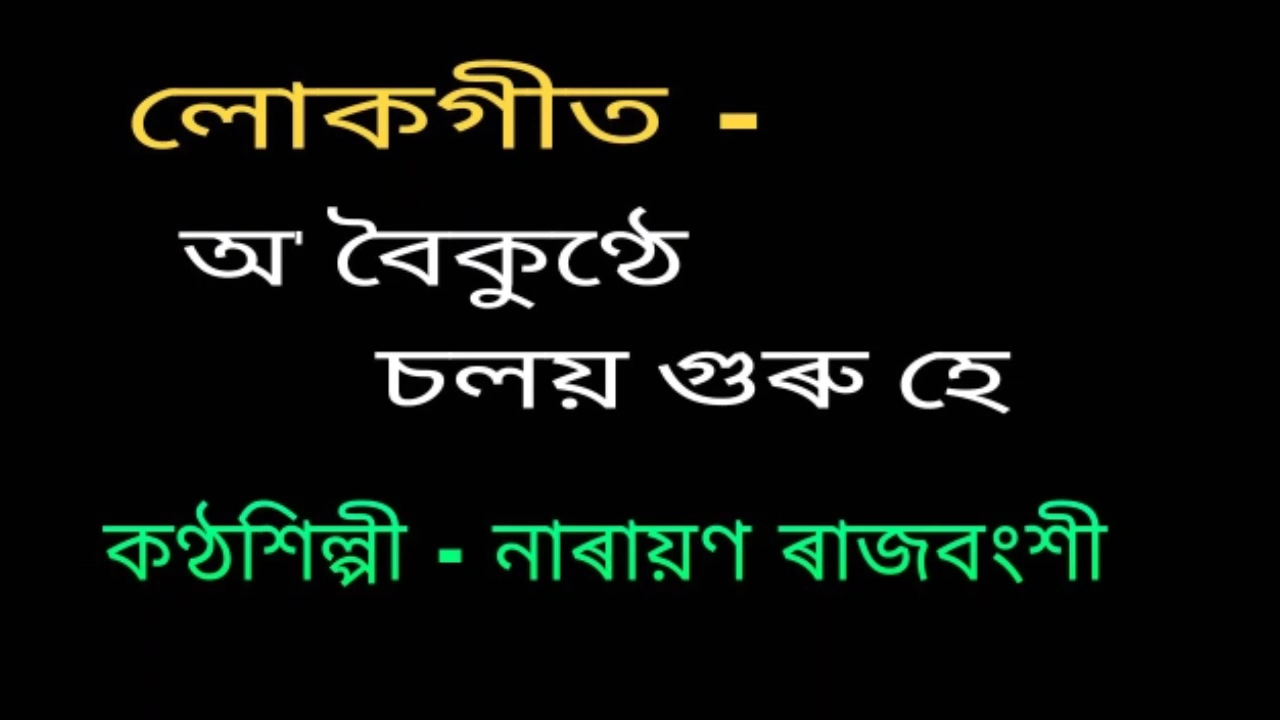 লোকগীত -
অ' বৈকুণ্ঠে
চলয় গুৰু হে
কণ্ঠশিল্পী - নাৰায়ণ ৰাজবংশী